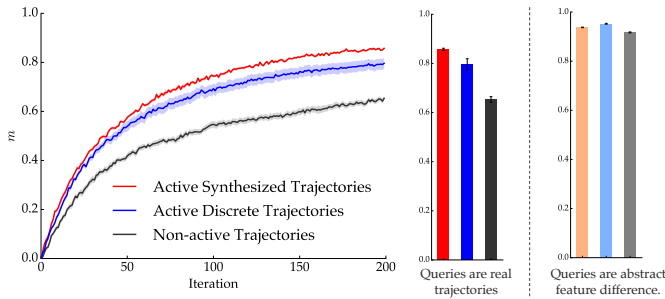 1.0
0.8
0.6
0.4
0.2
0.0
m
0
50
100
150
200
Iteration
Active Synthesized Trajectories
Active Discrete Trajectories
Non-active Trajectories
1.0
0.8
0.6
0.4
0.2
0.0
Queries are real
trajectories
1.0
0.8
0.6
0.4
0.2
0.0
Queries are abstract
feature difference.